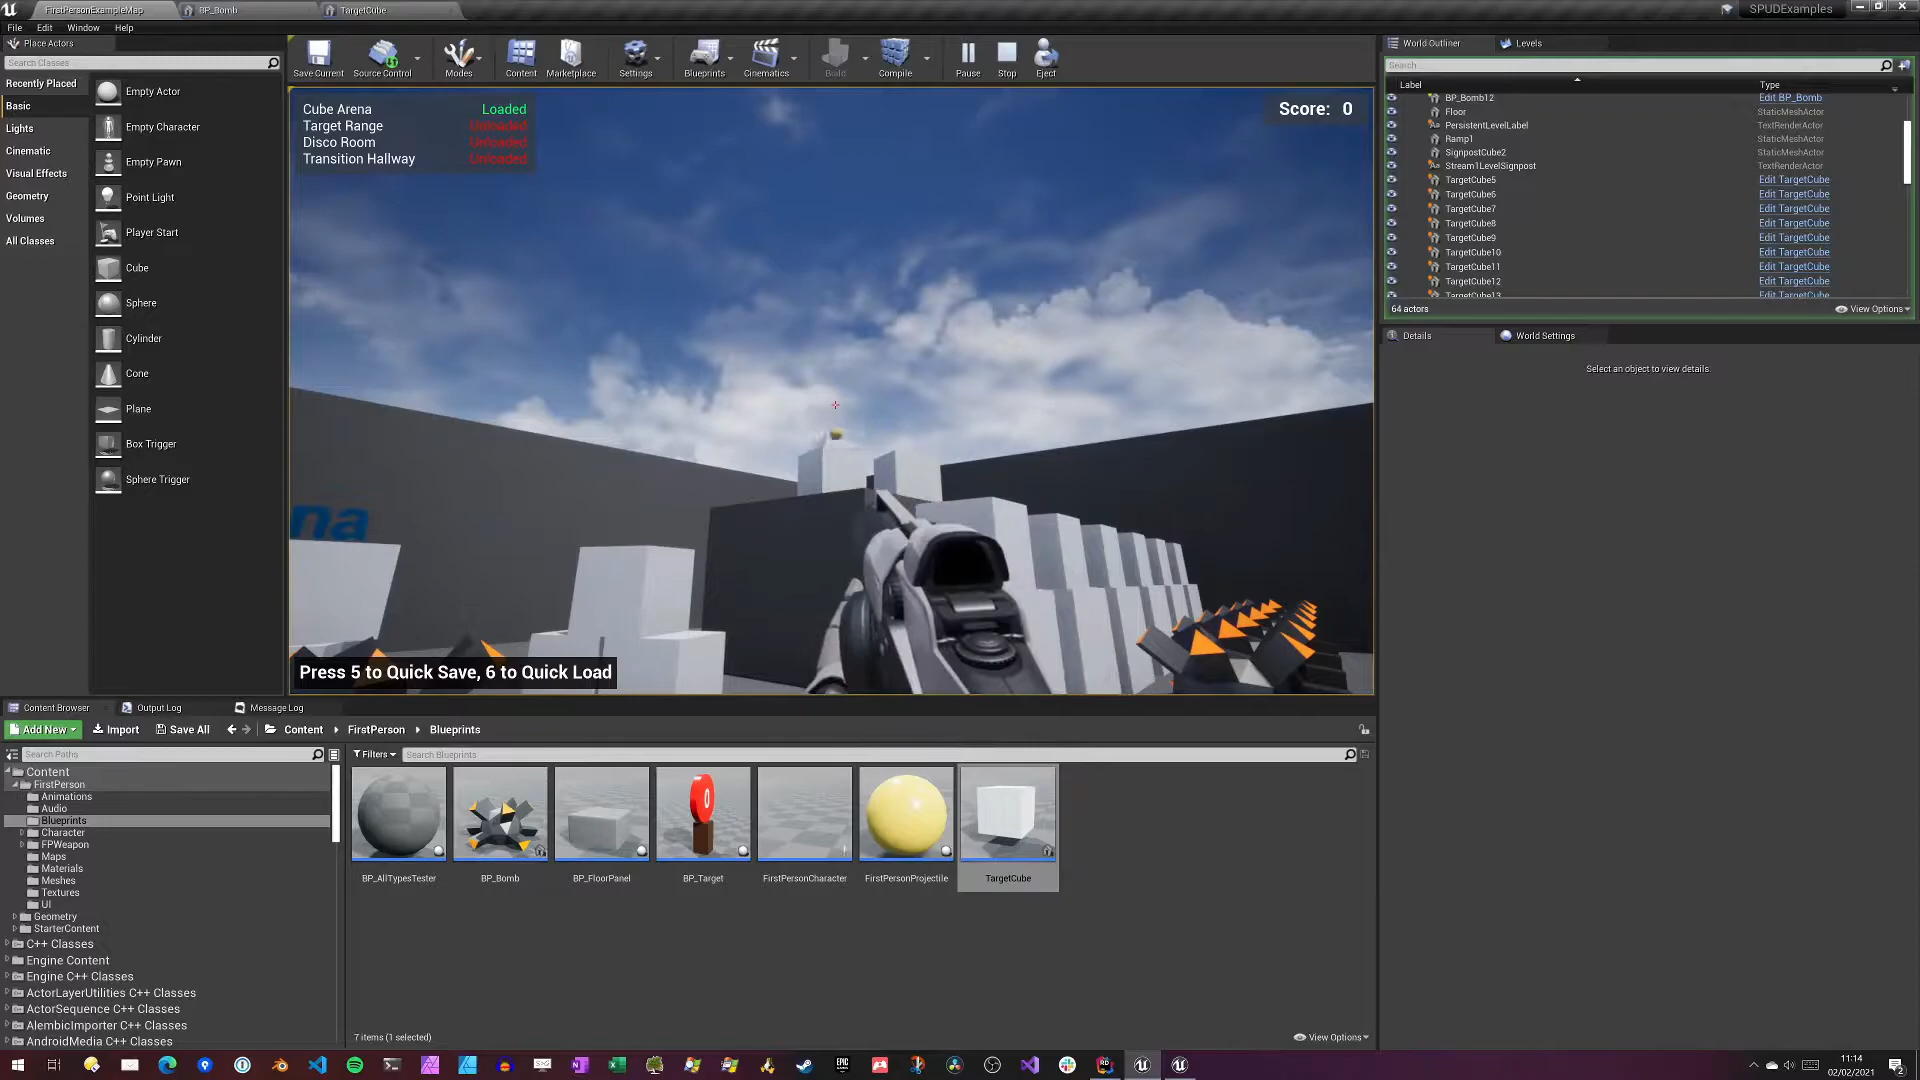 FirstPersonExampleMap
BP_Bomb
TargetCube
SPUDExamples
File Edit Window Help
Place Actors
Search Classes
Recently Placed
Basic
Lights
Cinematic
Visual Effects
Geometry
Volumes
All Classes
Empty Actor
Empty Character
Empty Pawn
Point Light
Player Start
Cube
Sphere
Cylinder
Cone
Plane
Box Trigger
Sphere Trigger
Save Current
Source Control
Modes
Content
Marketplace
Settings
Blueprints
Cinematics
Build
Compile
Pause
Stop
Eject
Cube Arena Loaded
Target Range Unloaded
Disco Room Unloaded
Transition Hallway Unloaded
Score: 0
na
Press 5 to Quick Save, 6 to Quick Load
World Outliner
Levels
Search...
Label Type
BP_Bomb12 Edit BP_Bomb
Floor StaticMeshActor
PersistentLevelLabel TextRenderActor
Ramp1 StaticMeshActor
SignpostCube2 StaticMeshActor
Stream1LevelSignpost TextRenderActor
TargetCube5 Edit TargetCube
TargetCube6 Edit TargetCube
TargetCube7 Edit TargetCube
TargetCube8 Edit TargetCube
TargetCube9 Edit TargetCube
TargetCube10 Edit TargetCube
TargetCube11 Edit TargetCube
TargetCube12 Edit TargetCube
TargetCube13 Edit TargetCube
64 actors
View Options
Details
World Settings
Select an object to view details.
Content Browser
Output Log
Message Log
Add New
Import
Save All
Content
FirstPerson
Blueprints
Search Paths
Filters
Search Blueprints
Content
FirstPerson
Animations
Audio
Blueprints
Character
FPWeapon
Maps
Materials
Meshes
Textures
UI
Geometry
StarterContent
C++ Classes
Engine Content
Engine C++ Classes
ActorLayerUtilities C++ Classes
ActorSequence C++ Classes
AlembicImporter C++ Classes
AndroidMedia C++ Classes
0
BP_AllTypesTester
BP_Bomb
BP_FloorPanel
BP_Target
FirstPersonCharacter
FirstPersonProjectile
TargetCube
7 items (1 selected)
View Options
EPIC
GAMES
11:14
02/02/2021
2